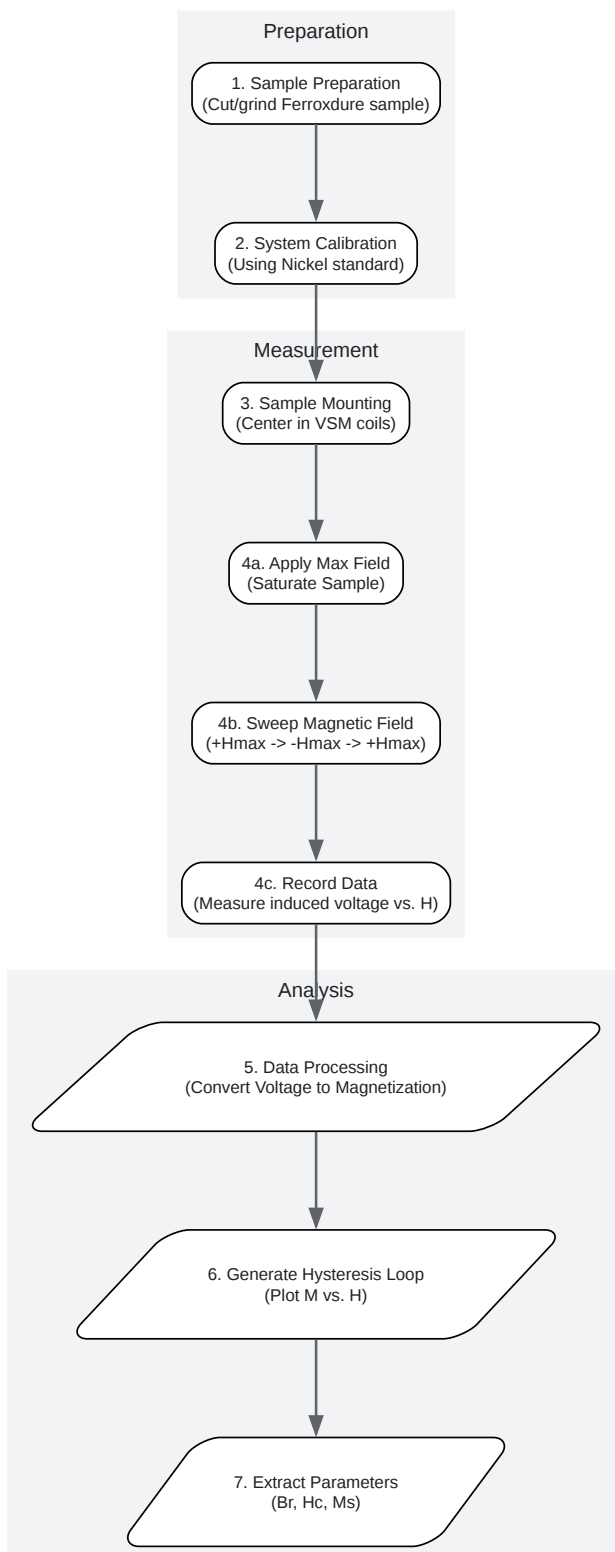 Preparation
1. Sample Preparation
(Cut/grind Ferroxdure sample)
2. System Calibration
(Using Nickel standard)
Measurement
3. Sample Mounting
(Center in VSM coils)
4a. Apply Max Field
(Saturate Sample)
4b. Sweep Magnetic Field
(+Hmax -> -Hmax -> +Hmax)
4c. Record Data
(Measure induced voltage vs. H)
Analysis
5. Data Processing
(Convert Voltage to Magnetization)
6. Generate Hysteresis Loop
(Plot M vs. H)
7. Extract Parameters
(Br, Hc, Ms)